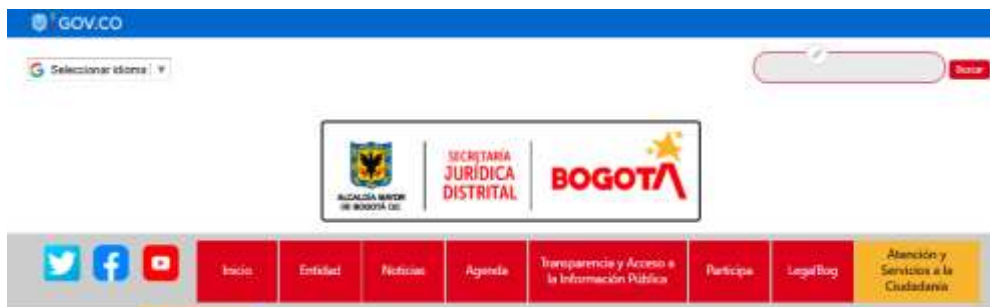 GOV.CO
Seleccionar idioma ▼
Buscar
ALCALDÍA MAYOR
DE BOGOTÁ D.C.
SECRETARÍA
JURÍDICA
DISTRITAL
BOGOTÁ
Inicio
Entidad
Noticias
Agenda
Transparencia y Acceso a
la Información Pública
Participa
LegalBog
Atención y
Servicios a la
Ciudadanía